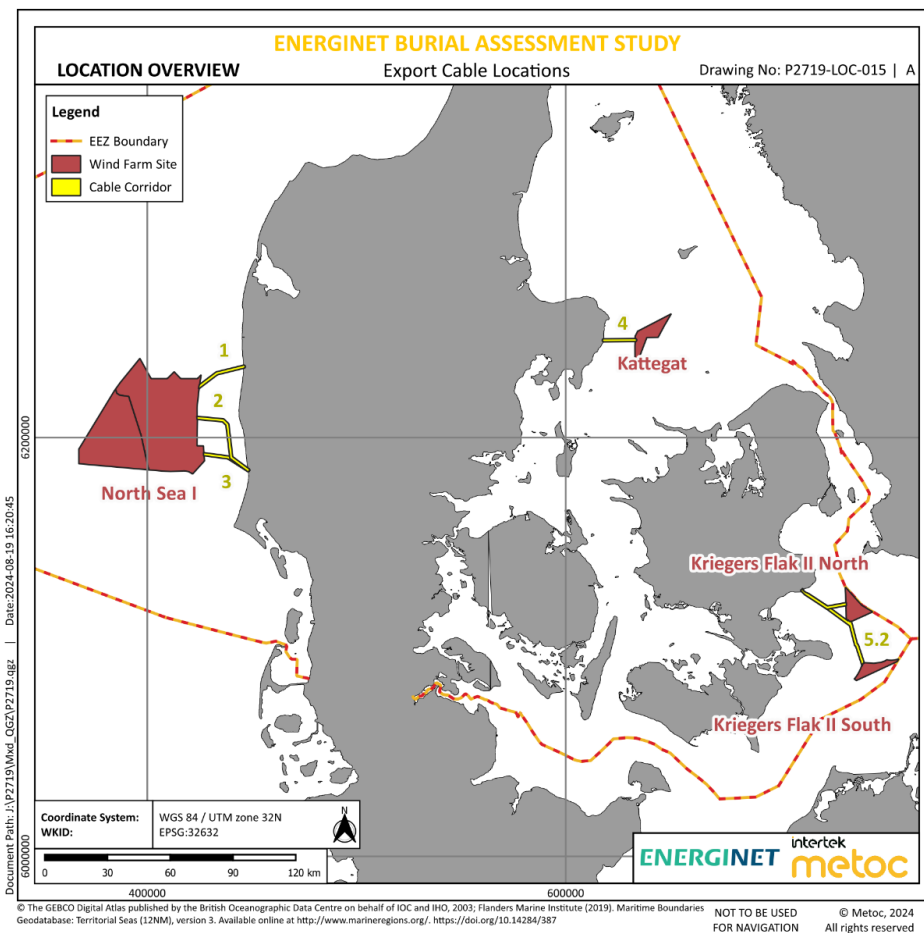 ENERGINET BURIAL ASSESSMENT STUDY
LOCATION OVERVIEW
Export Cable Locations
Drawing No: P2719-LOC-015 | A
Legend
EEZ Boundary
Wind Farm Site
Cable Corridor
1
2
3
North Sea I
4
Kattegat
Kriegers Flak II North
5.2
Kriegers Flak II South
6200000
6000000
Document Path: J:\P2719\Mxd_QGZ\P2719.qgz | Date:2024-08-19 16:20:45
Coordinate System: WGS 84 / UTM zone 32N
WKID: EPSG:32632
N
0 30 60 90 120 km
400000
600000
ENERGINET
intertek
metoc
© The GEBCO Digital Atlas published by the British Oceanographic Data Centre on behalf of IOC and IHO, 2003; Flanders Marine Institute (2019). Maritime Boundaries
Geodatabase: Territorial Seas (12NM), version 3. Available online at http://www.marineregions.org/. https://doi.org/10.14284/387
NOT TO BE USED
FOR NAVIGATION
© Metoc, 2024
All rights reserved